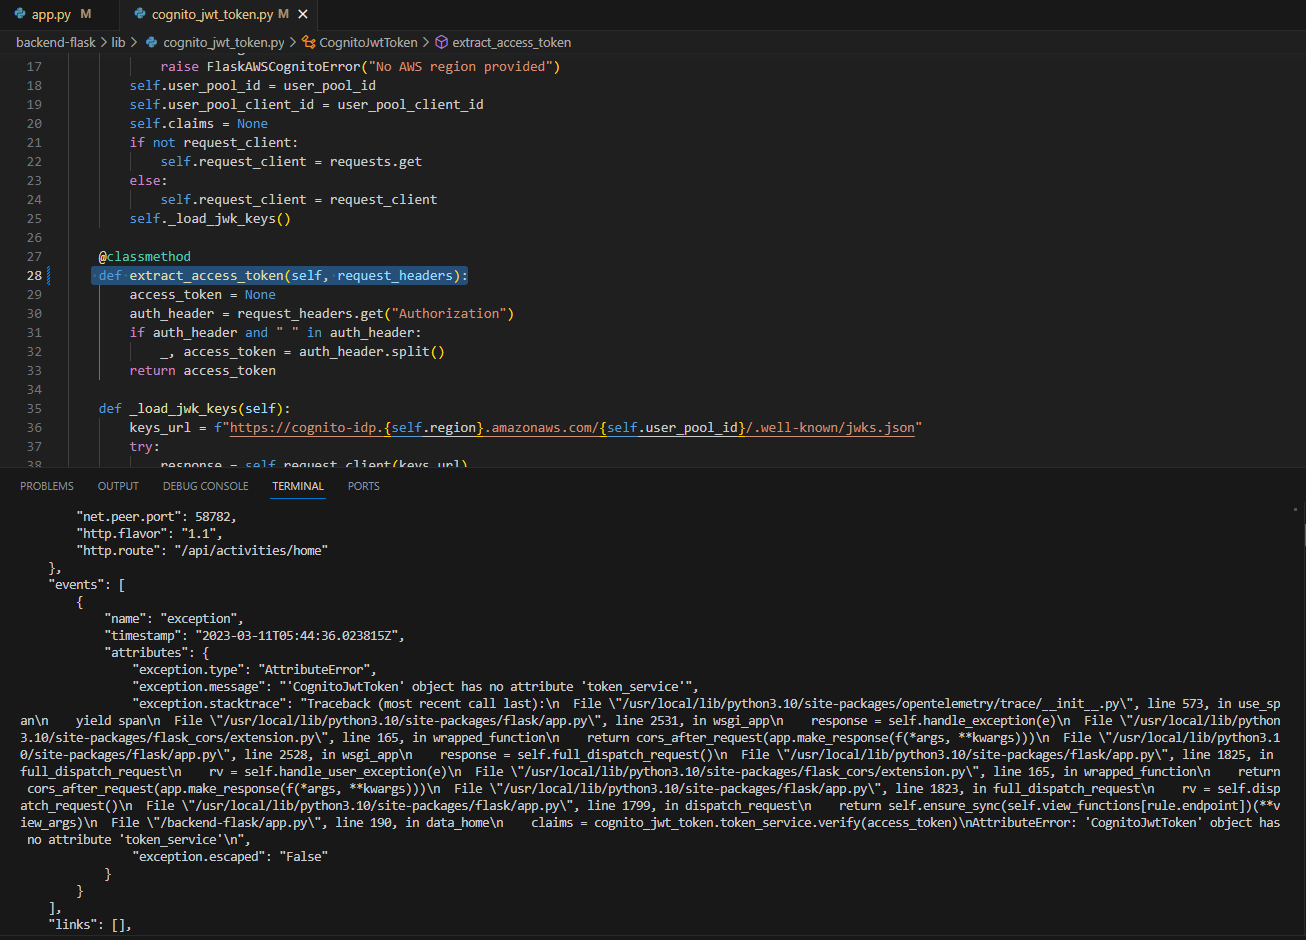 app.py M cognito_jwt_token.py M
backend-flask > lib > cognito_jwt_token.py > CognitoJwtToken > extract_access_token
17 raise FlaskAWSCognitoError("No AWS region provided")
18 self.user_pool_id = user_pool_id
19 self.user_pool_client_id = user_pool_client_id
20 self.claims = None
21 if not request_client:
22 self.request_client = requests.get
23 else:
24 self.request_client = request_client
25 self._load_jwk_keys()
26
27 @classmethod
28 def extract_access_token(self, request_headers):
29 access_token = None
30 auth_header = request_headers.get("Authorization")
31 if auth_header and " " in auth_header:
32 _, access_token = auth_header.split()
33 return access_token
34
35 def _load_jwk_keys(self):
36 keys_url = f"https://cognito-idp.{self.region}.amazonaws.com/{self.user_pool_id}/.well-known/jwks.json"
37 try:
38 response = self.request_client(keys_url)
PROBLEMS OUTPUT DEBUG CONSOLE TERMINAL PORTS
"net.peer.port": 58782,
"http.flavor": "1.1",
"http.route": "/api/activities/home"
},
"events": [
{
"name": "exception",
"timestamp": "2023-03-11T05:44:36.023815Z",
"attributes": {
"exception.type": "AttributeError",
"exception.message": "'CognitoJwtToken' object has no attribute 'token_service'",
"exception.stacktrace": "Traceback (most recent call last):\n File \"/usr/local/lib/python3.10/site-packages/opentelemetry/trace/__init__.py\", line 573, in use_sp
an\n yield span\n File \"/usr/local/lib/python3.10/site-packages/flask/app.py\", line 2531, in wsgi_app\n response = self.handle_exception(e)\n File \"/usr/local/lib/python
3.10/site-packages/flask_cors/extension.py\", line 165, in wrapped_function\n return cors_after_request(app.make_response(f(*args, **kwargs)))\n File \"/usr/local/lib/python3.1
0/site-packages/flask/app.py\", line 2528, in wsgi_app\n response = self.full_dispatch_request()\n File \"/usr/local/lib/python3.10/site-packages/flask/app.py\", line 1825, in
full_dispatch_request\n rv = self.handle_user_exception(e)\n File \"/usr/local/lib/python3.10/site-packages/flask_cors/extension.py\", line 165, in wrapped_function\n return
cors_after_request(app.make_response(f(*args, **kwargs)))\n File \"/usr/local/lib/python3.10/site-packages/flask/app.py\", line 1823, in full_dispatch_request\n rv = self.disp
atch_request()\n File \"/usr/local/lib/python3.10/site-packages/flask/app.py\", line 1799, in dispatch_request\n return self.ensure_sync(self.view_functions[rule.endpoint])(**v
iew_args)\n File \"/backend-flask/app.py\", line 190, in data_home\n claims = cognito_jwt_token.token_service.verify(access_token)\nAttributeError: 'CognitoJwtToken' object has
no attribute 'token_service'\n",
"exception.escaped": "False"
}
}
],
"links": [],